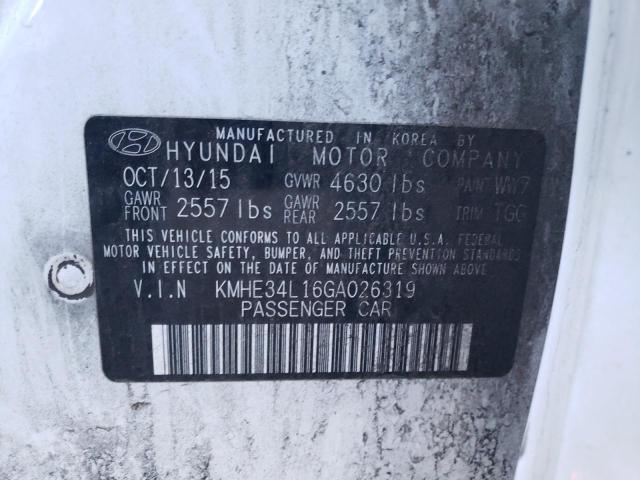 MANUFACTURED IN KOREA BY
HYUNDAI MOTOR COMPANY
OCT/13/15 GVWR 4630 lbs PAINT WW7
GAWR FRONT 2557 lbs GAWR REAR 2557 lbs TRIM TGG
THIS VEHICLE CONFORMS TO ALL APPLICABLE U.S.A. FEDERAL
MOTOR VEHICLE SAFETY, BUMPER, AND THEFT PREVENTION STANDARDS
IN EFFECT ON THE DATE OF MANUFACTURE SHOWN ABOVE
V.I.N KMHE34L16GA026319
PASSENGER CAR